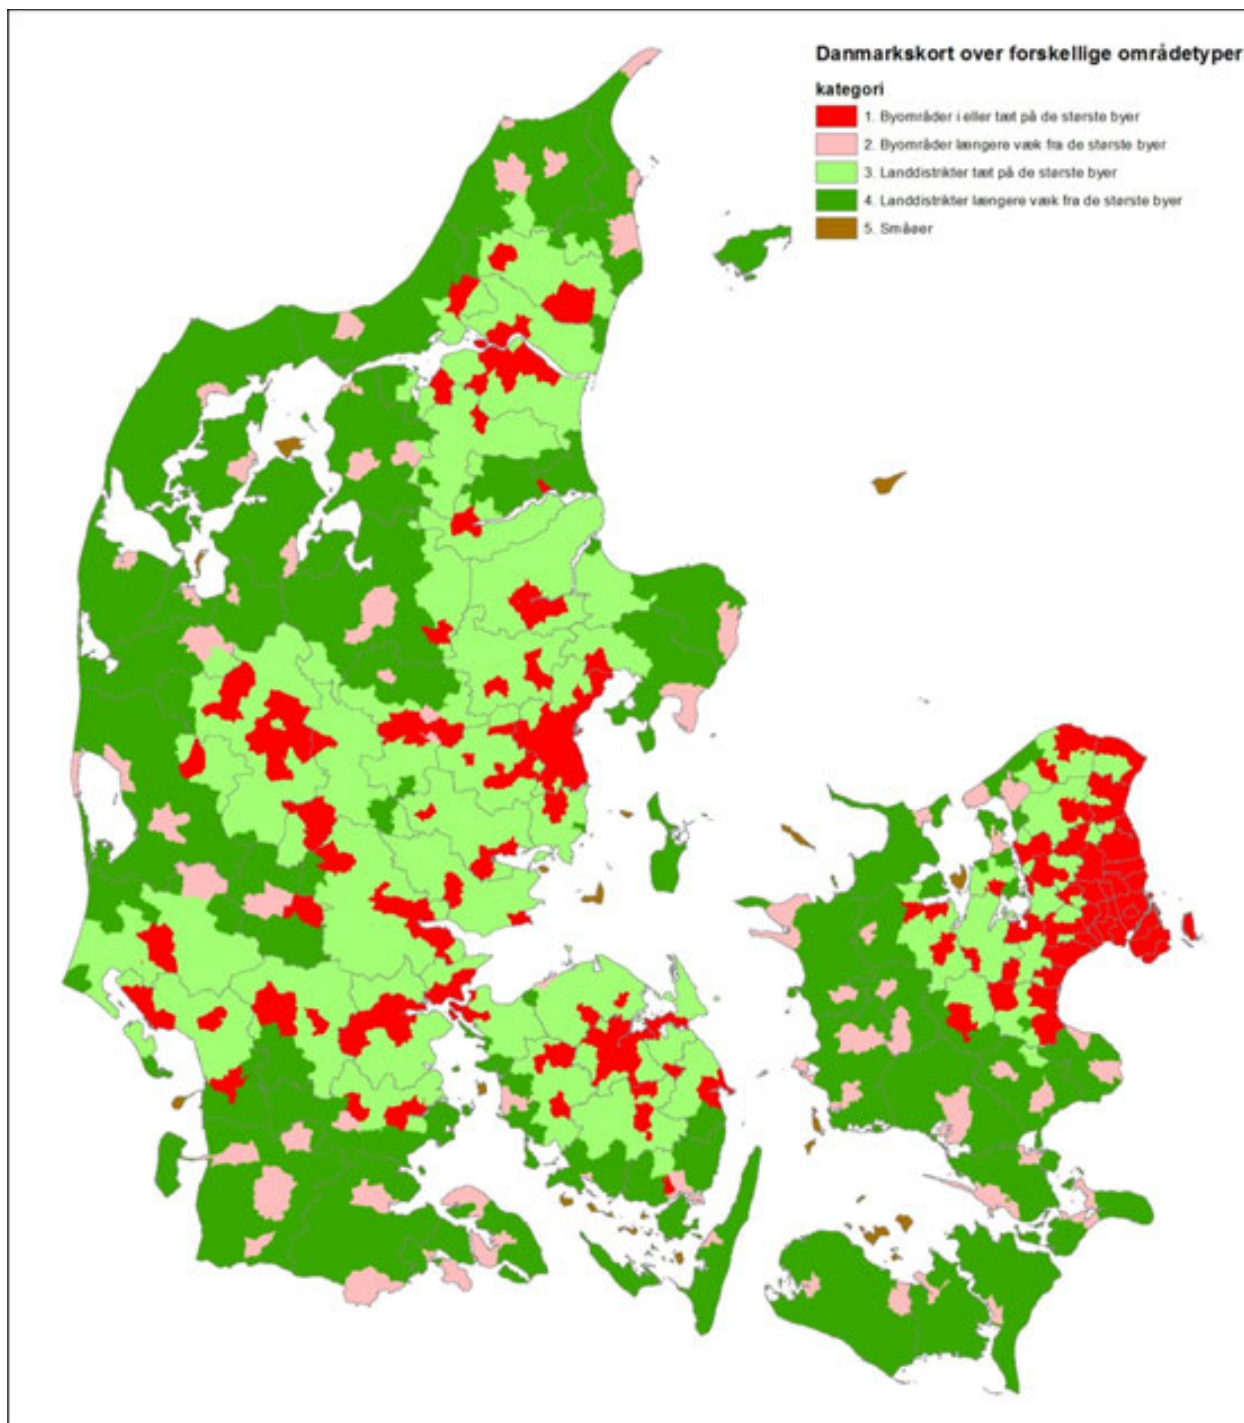 Danmarkskort over forskellige områdetyper
kategori
1. Byområder i eller tæt på de største byer
2. Byområder længere væk fra de største byer
3. Landdistrikter tæt på de største byer
4. Landdistrikter længere væk fra de største byer
5. Småøer